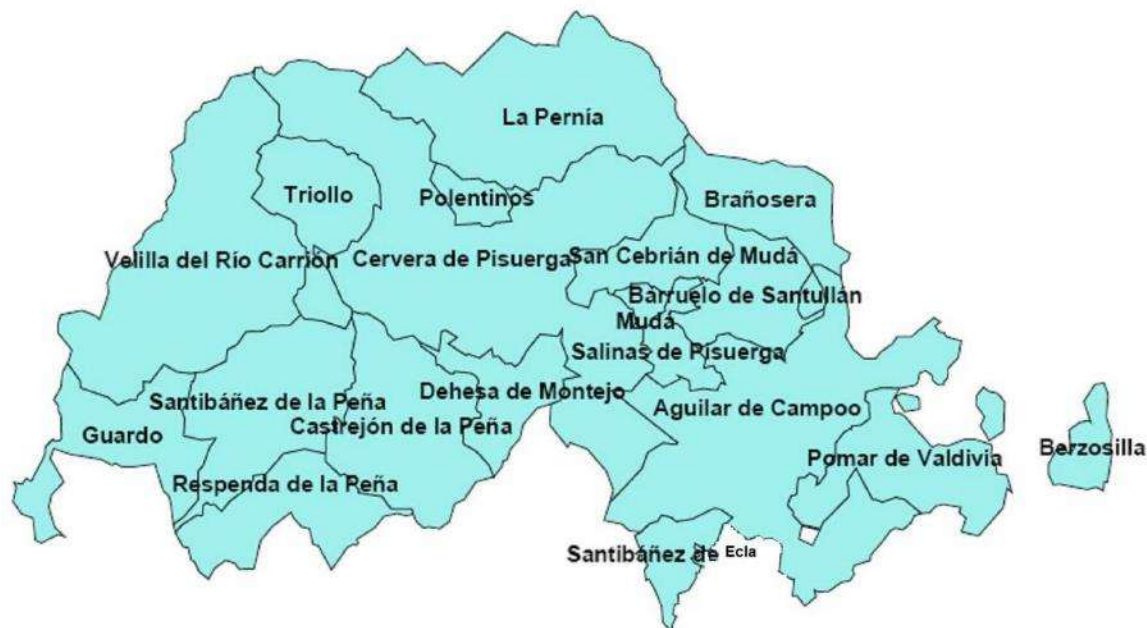 La Pernía
Triollo
Polentinos
Brañosera
Velilla del Río Carrión
Cervera de Pisuerga
San Cebrián de Mudá
Barruelo de Santullán
Mudá
Salinas de Pisuerga
Dehesa de Montejo
Santibáñez de la Peña
Aguilar de Campoo
Castrejón de la Peña
Guardo
Berzosilla
Pomar de Valdivia
Respenda de la Peña
Santibáñez de Ecla